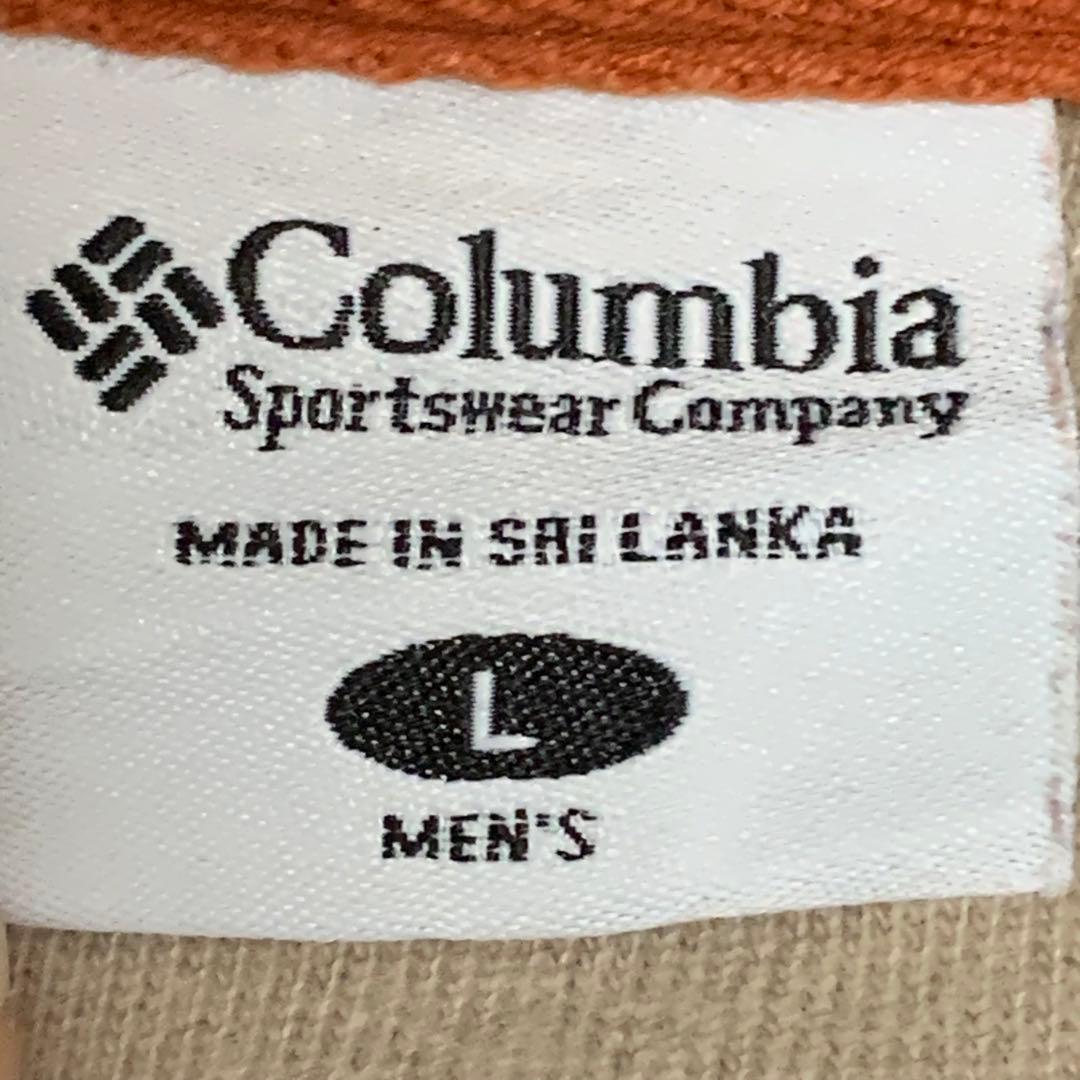 Columbia
Sportswear Company
MADE IN SRI LANKA
L
MEN'S